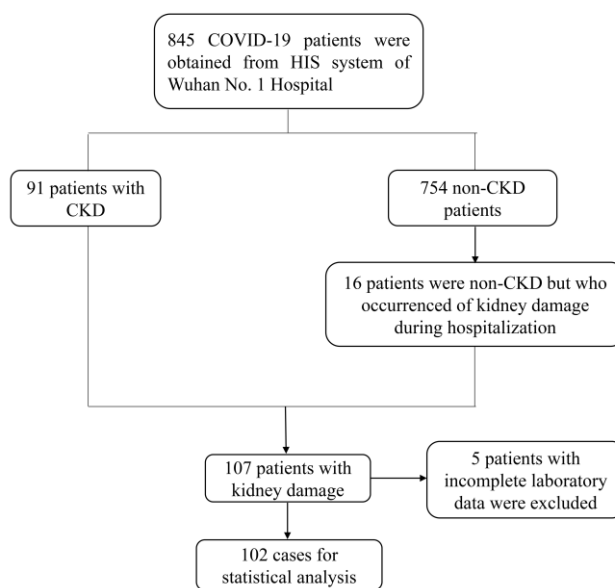 845 COVID-19 patients were
obtained from HIS system of
Wuhan No. 1 Hospital
91 patients with
CKD
754 non-CKD
patients
16 patients were non-CKD but who
occurrenced of kidney damage
during hospitalization
107 patients with
kidney damage
5 patients with
incomplete laboratory
data were excluded
102 cases for
statistical analysis